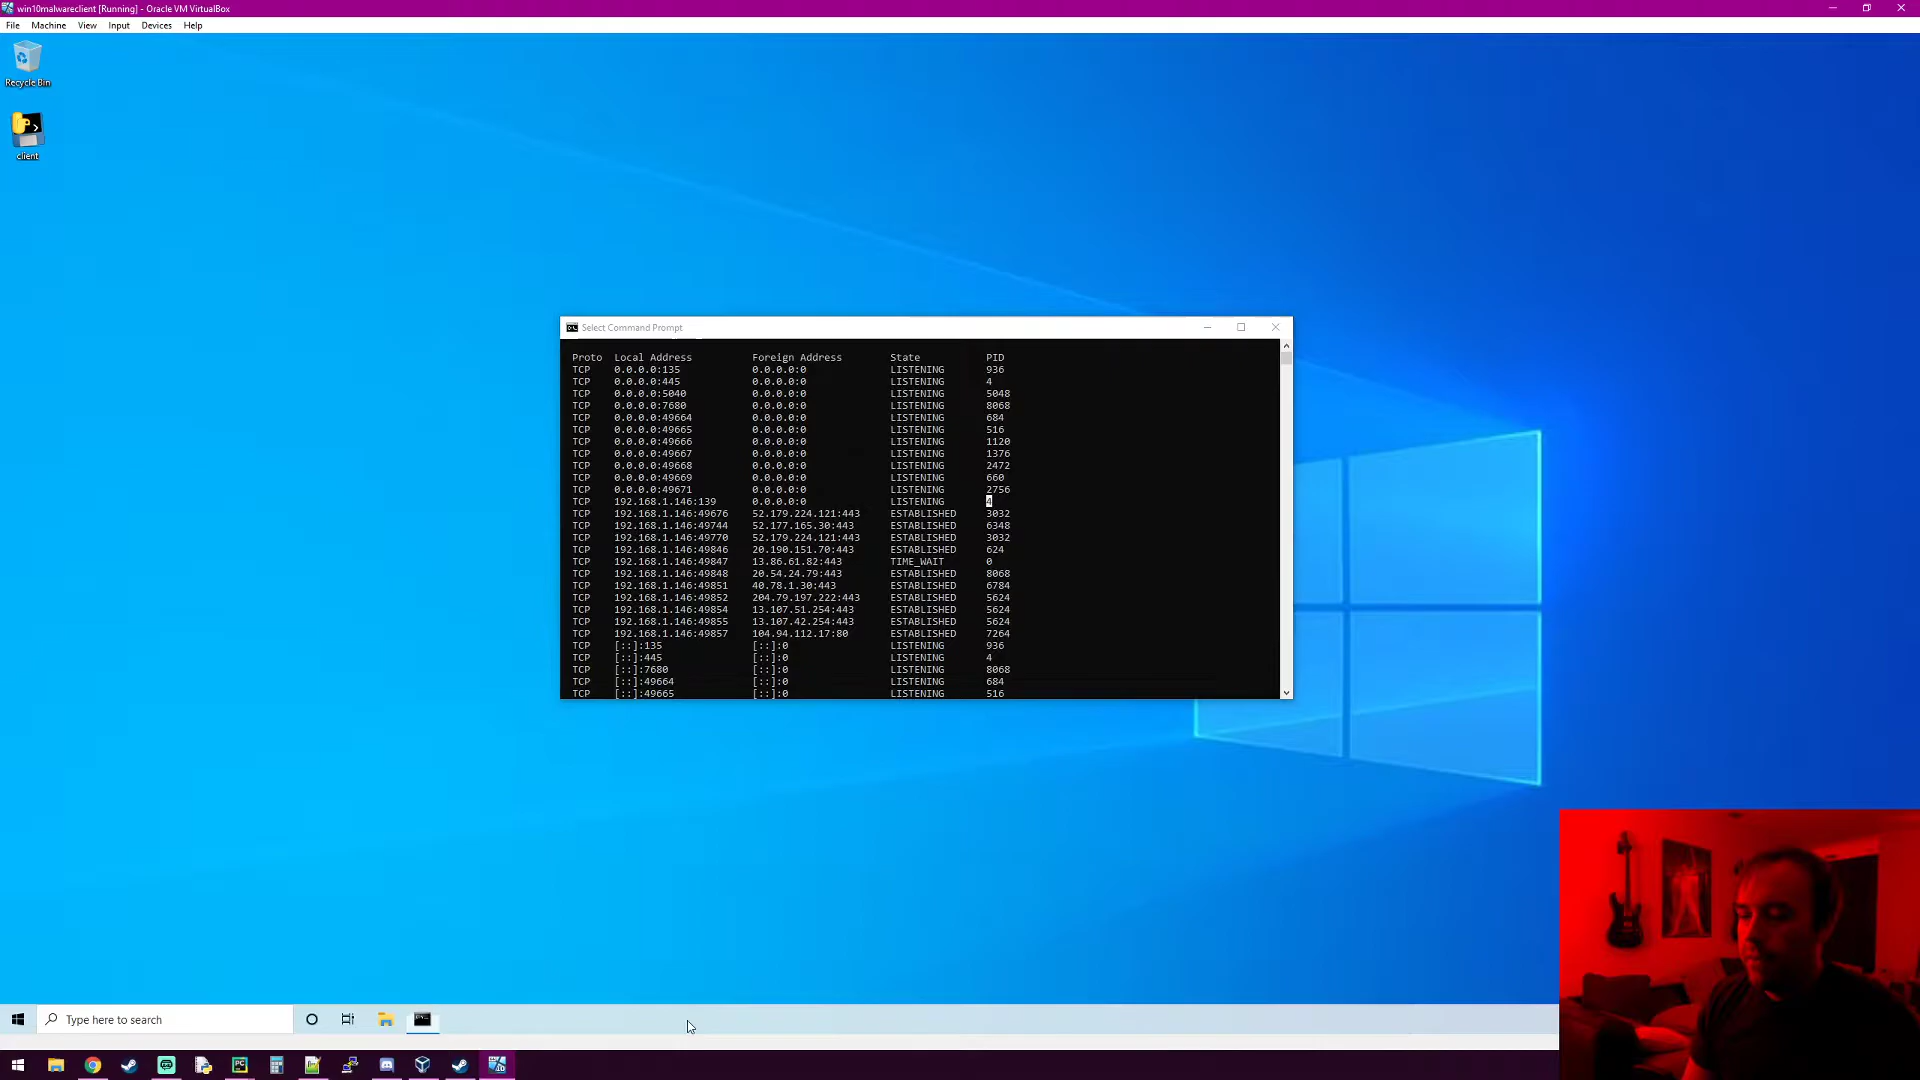 win10malwareclient [Running] - Oracle VM VirtualBox
File Machine View Input Devices Help
Recycle Bin
client
Select Command Prompt
Proto Local Address Foreign Address State PID
TCP 0.0.0.0:135 0.0.0.0:0 LISTENING 936
TCP 0.0.0.0:445 0.0.0.0:0 LISTENING 4
TCP 0.0.0.0:5040 0.0.0.0:0 LISTENING 5048
TCP 0.0.0.0:7680 0.0.0.0:0 LISTENING 8068
TCP 0.0.0.0:49664 0.0.0.0:0 LISTENING 684
TCP 0.0.0.0:49665 0.0.0.0:0 LISTENING 516
TCP 0.0.0.0:49666 0.0.0.0:0 LISTENING 1120
TCP 0.0.0.0:49667 0.0.0.0:0 LISTENING 1376
TCP 0.0.0.0:49668 0.0.0.0:0 LISTENING 2472
TCP 0.0.0.0:49669 0.0.0.0:0 LISTENING 660
TCP 0.0.0.0:49671 0.0.0.0:0 LISTENING 2756
TCP 192.168.1.146:139 0.0.0.0:0 LISTENING 4
TCP 192.168.1.146:49676 52.179.224.121:443 ESTABLISHED 3032
TCP 192.168.1.146:49744 52.177.165.30:443 ESTABLISHED 6348
TCP 192.168.1.146:49770 52.179.224.121:443 ESTABLISHED 3032
TCP 192.168.1.146:49846 20.190.151.70:443 ESTABLISHED 624
TCP 192.168.1.146:49847 13.86.61.82:443 TIME_WAIT 0
TCP 192.168.1.146:49848 20.54.24.79:443 ESTABLISHED 8068
TCP 192.168.1.146:49851 40.78.1.30:443 ESTABLISHED 6784
TCP 192.168.1.146:49852 204.79.197.222:443 ESTABLISHED 5624
TCP 192.168.1.146:49854 13.107.51.254:443 ESTABLISHED 5624
TCP 192.168.1.146:49855 13.107.42.254:443 ESTABLISHED 5624
TCP 192.168.1.146:49857 104.94.112.17:80 ESTABLISHED 7264
TCP [::]:135 [::]:0 LISTENING 936
TCP [::]:445 [::]:0 LISTENING 4
TCP [::]:7680 [::]:0 LISTENING 8068
TCP [::]:49664 [::]:0 LISTENING 684
TCP [::]:49665 [::]:0 LISTENING 516
Type here to search